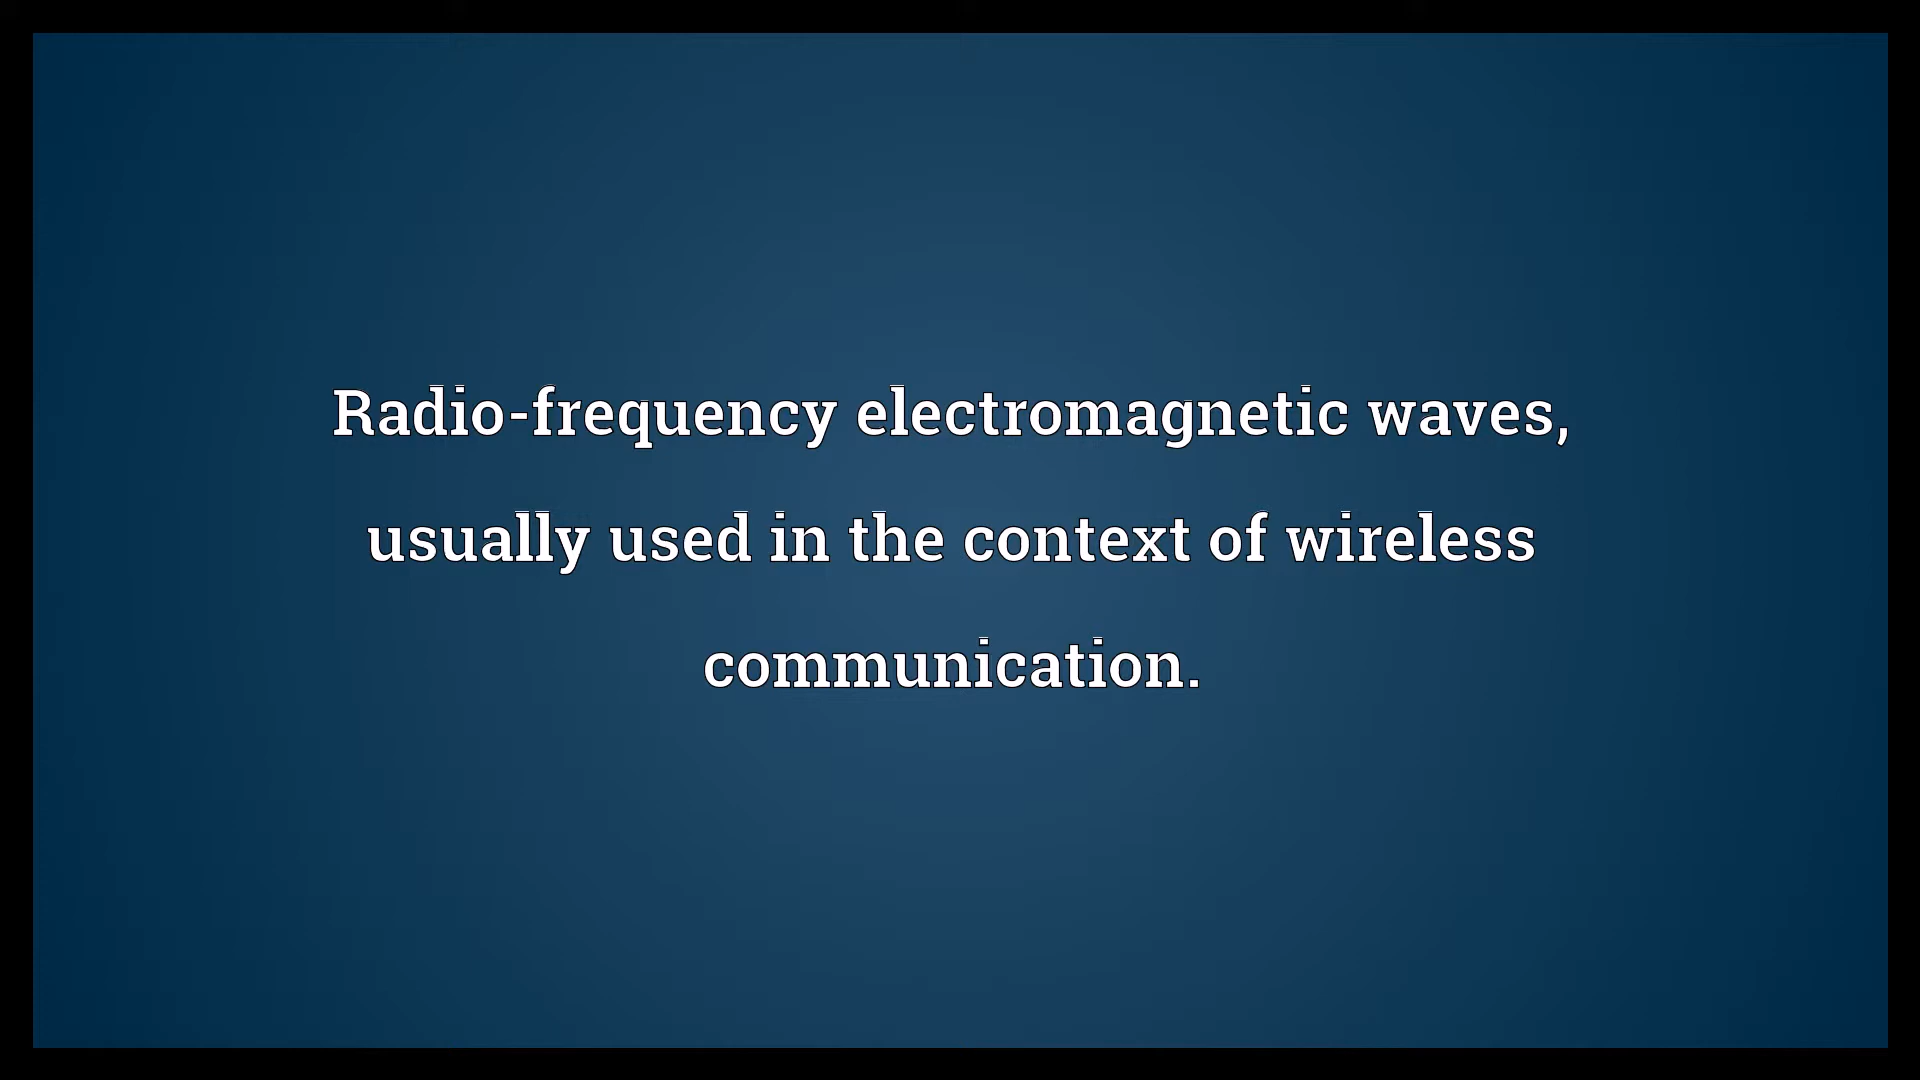 Radio-frequency electromagnetic waves,
usually used in the context of wireless
communication.